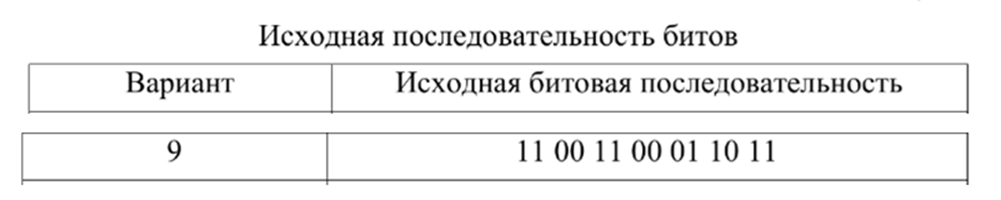 Исходная последовательность битов
Вариант Исходная битовая последовательность
9 11 00 11 00 01 10 11